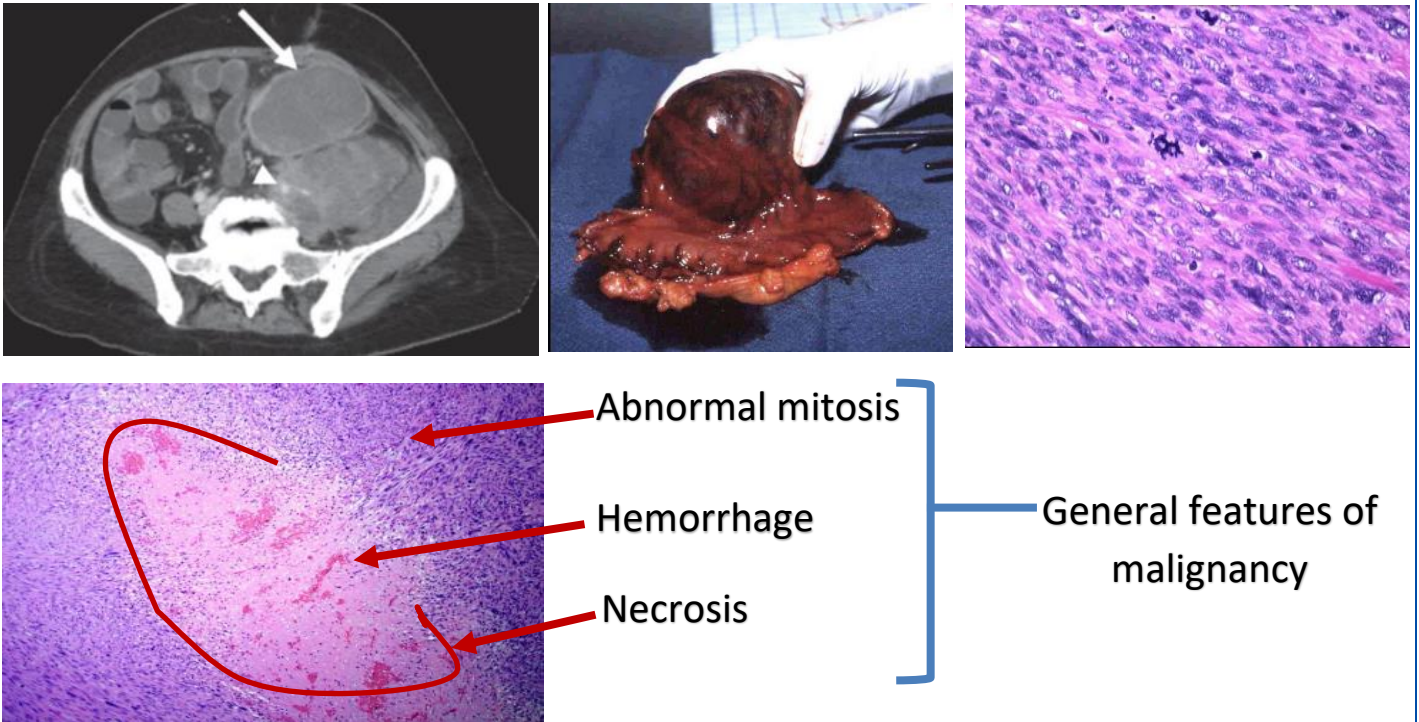 Abnormal mitosis
Hemorrhage
Necrosis
General features of
malignancy